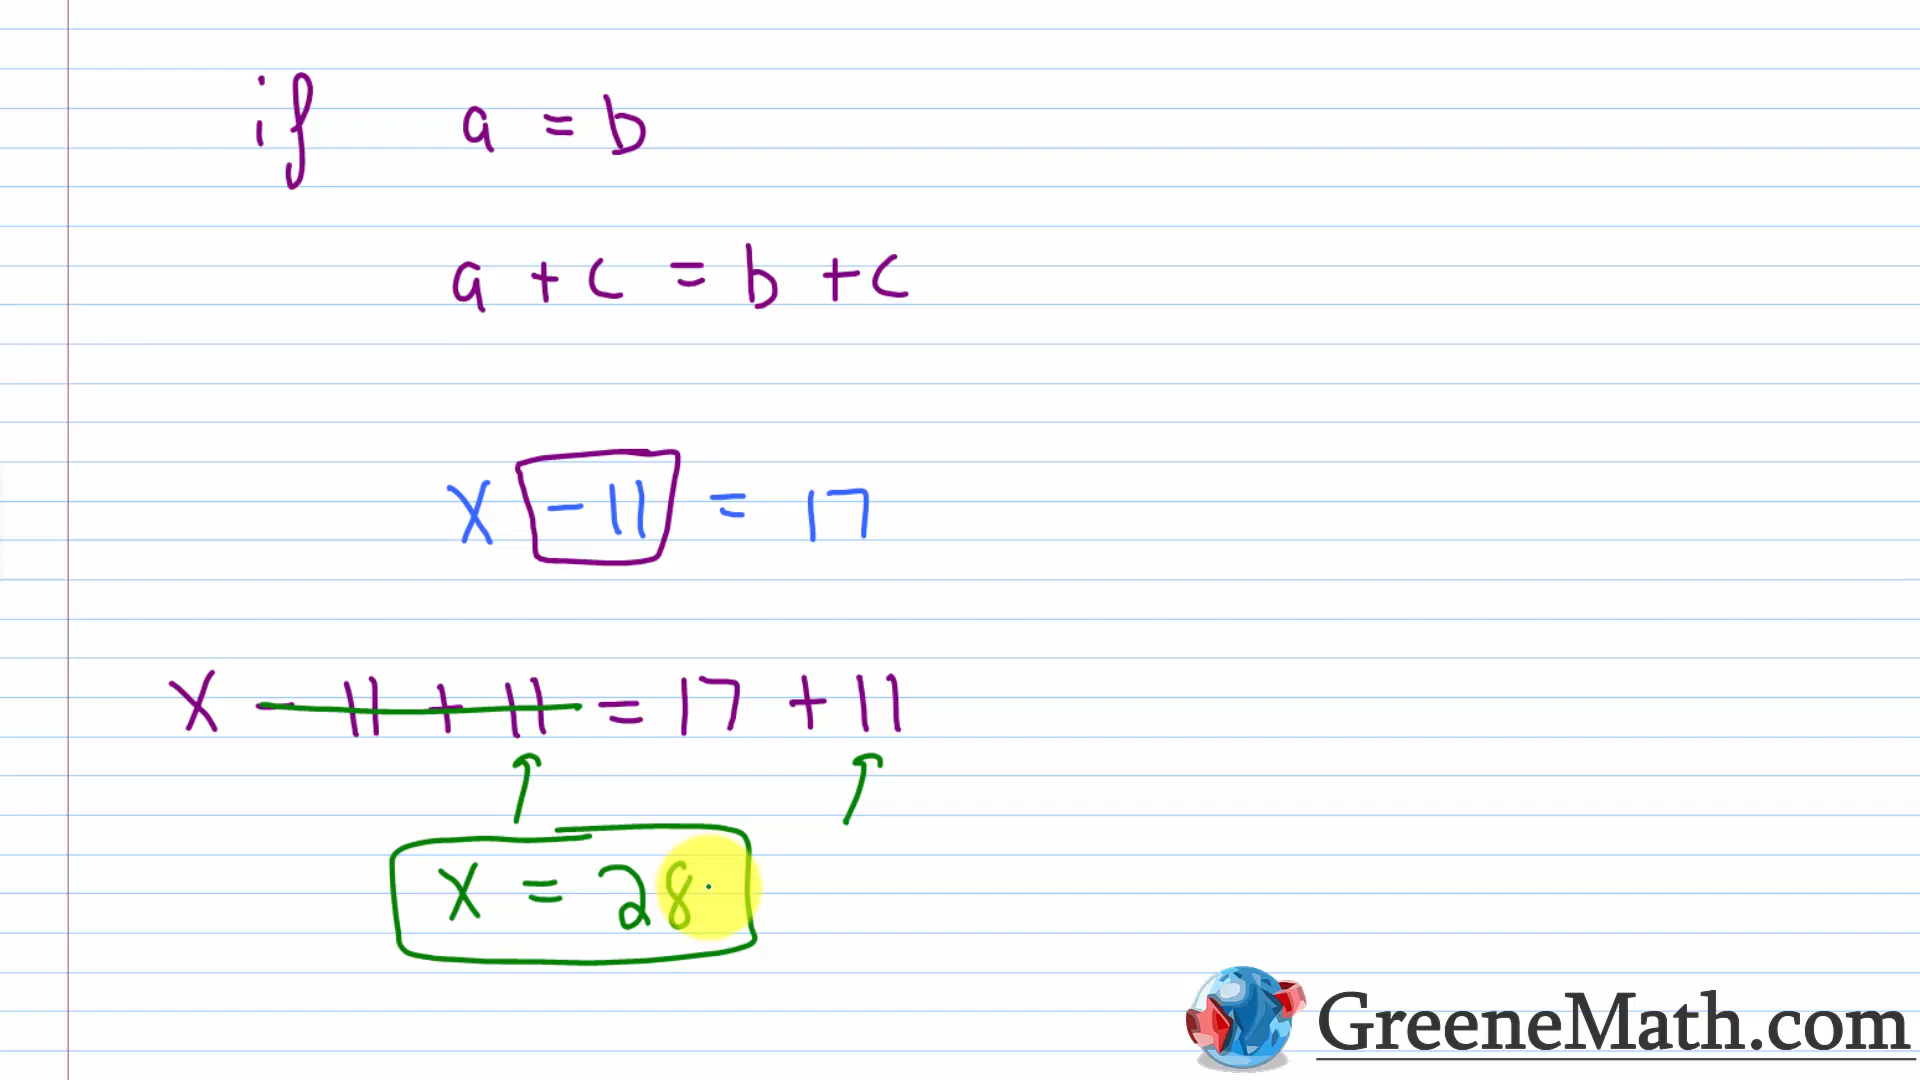 if a = b
a + c = b + c
x - 11 = 17
x - 11 + 11 = 17 + 11
x = 28
GreeneMath.com